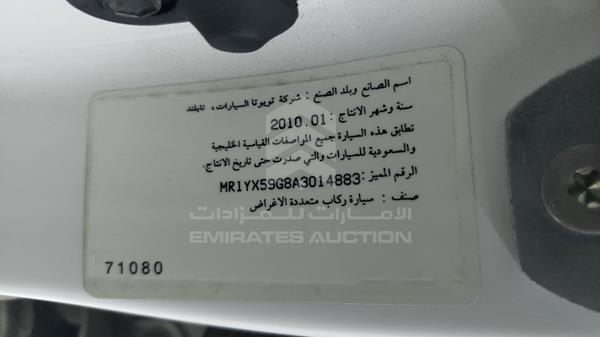 اسم الصانع وبلد الصنع : شركة تويوتا السيارات، تايلند
سنة وشهر الانتاج : 2010.01
تطابق هذه السيارة جميع المواصفات القياسية الخليجية
والسعودية للسيارات والتي صدرت حتى تاريخ الانتاج.
الرقم المميز: MR1YX59G8A3014883
صنف : سيارة ركاب متعددة الاغراض
الامارات للمزادات
EMIRATES AUCTION
71080